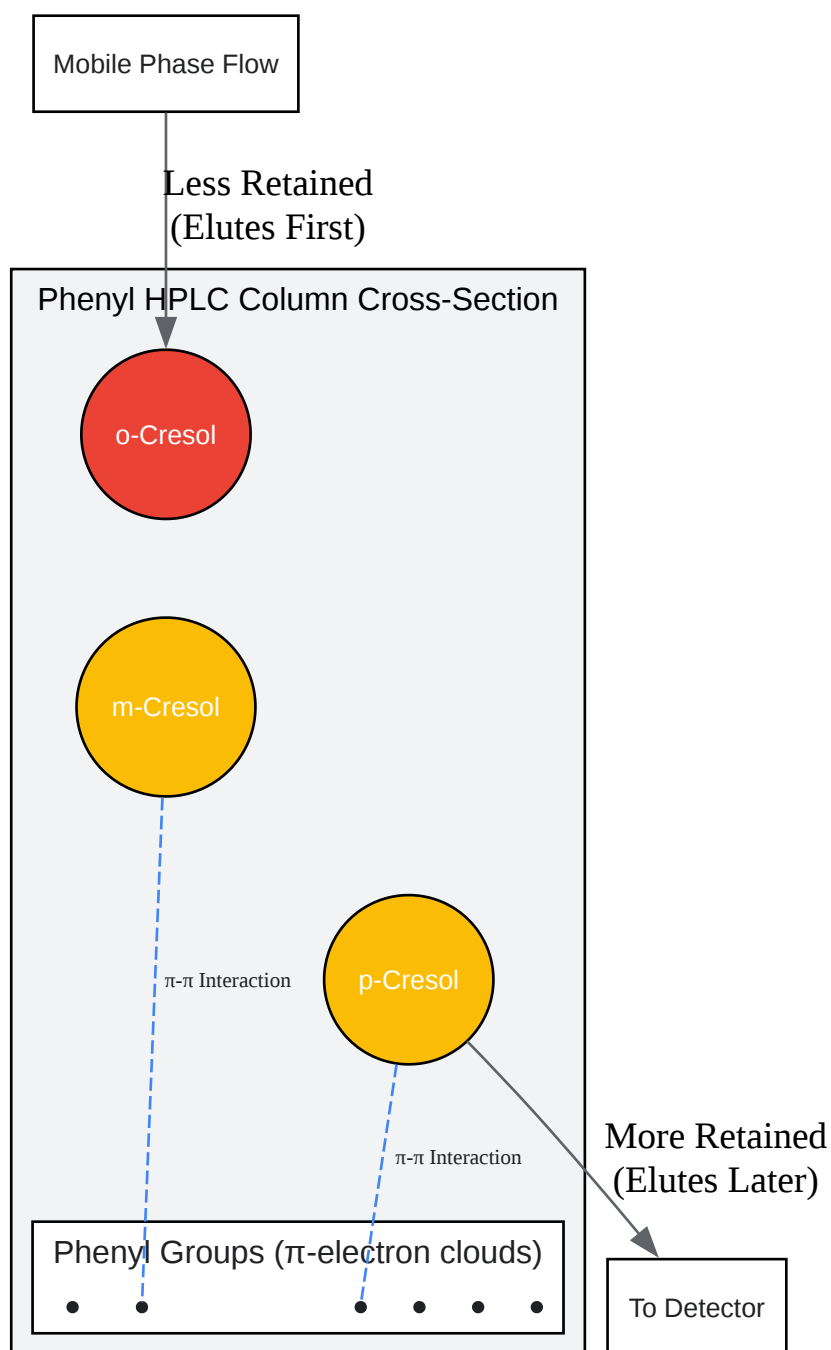 Mobile Phase Flow
Less Retained
(Elutes First)
Phenyl HPLC Column Cross-Section
o-Cresol
m-Cresol
π-π Interaction
p-Cresol
π-π Interaction
More Retained
(Elutes Later)
Phenyl Groups (π-electron clouds)
To Detector